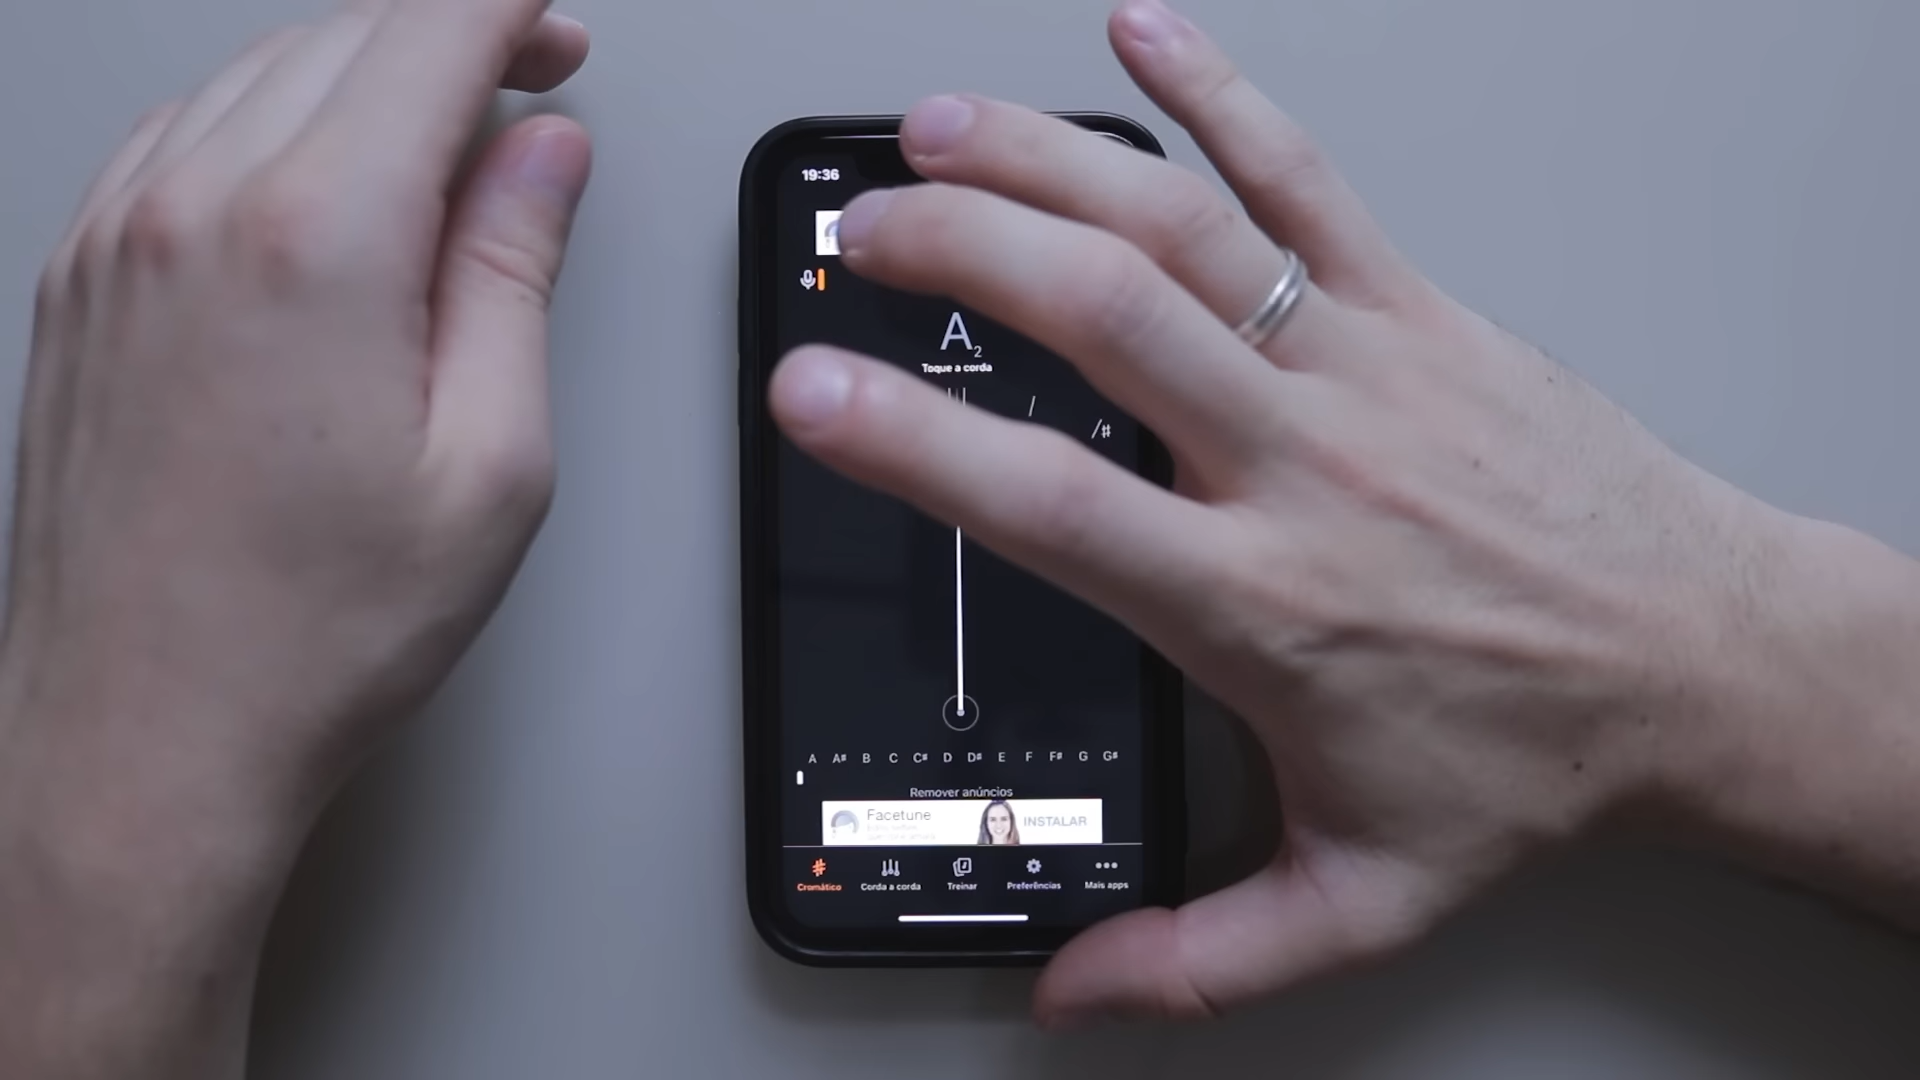 19:36
A2
Toque a corda
/#
A A# B C C# D D# E F F# G G#
Remover anúncios
Facetune
INSTALAR
Cromático Corda a corda Treinar Preferências Mais apps